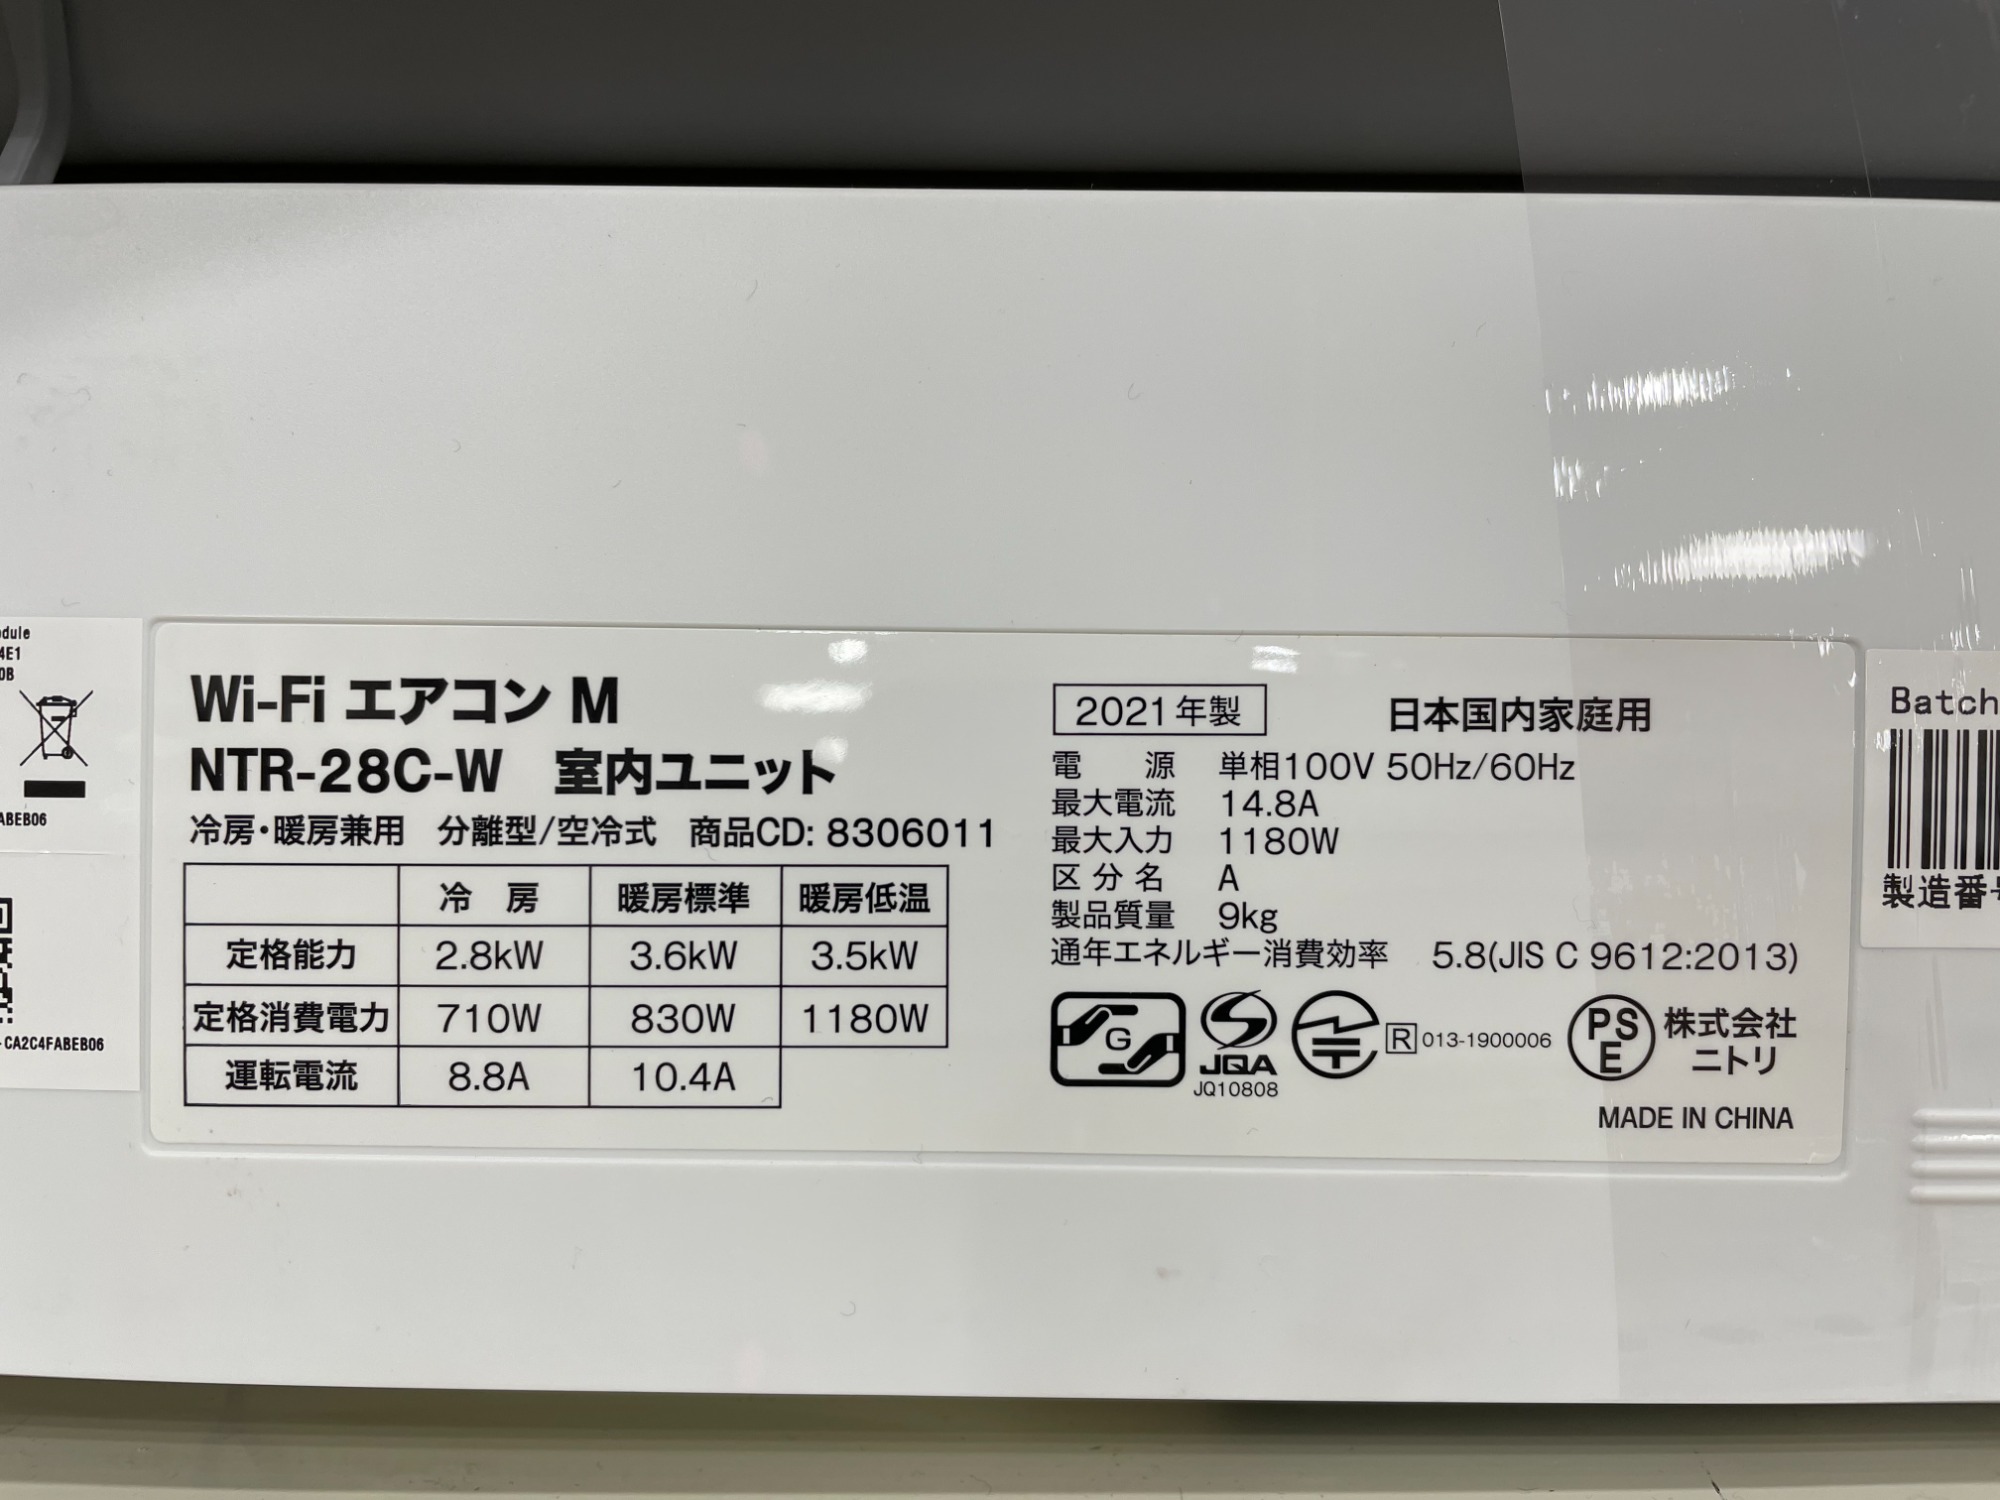 dule
4E1
0B
ABEB06
CA2C4FABEB06
Wi-Fi エアコン M
NTR-28C-W 室内ユニット
冷房・暖房兼用 分離型/空冷式 商品CD: 8306011
冷 房 暖房標準 暖房低温
定格能力 2.8kW 3.6kW 3.5kW
定格消費電力 710W 830W 1180W
運転電流 8.8A 10.4A
2021年製 日本国内家庭用
電 源 単相100V 50Hz/60Hz
最大電流 14.8A
最大入力 1180W
区 分 名 A
製品質量 9kg
通年エネルギー消費効率 5.8(JIS C 9612:2013)
G
JQA
JQ10808
R 013-1900006
PS
E
株式会社
ニトリ
MADE IN CHINA
Batch
製造番